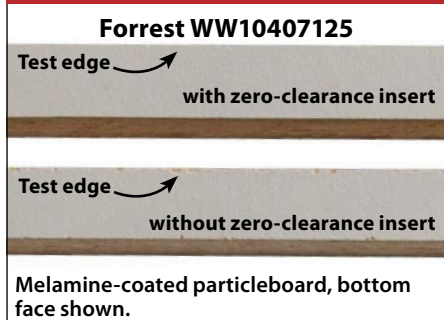 Forrest WW10407125
Test edge
with zero-clearance insert
Test edge
without zero-clearance insert
Melamine-coated particleboard, bottom
face shown.